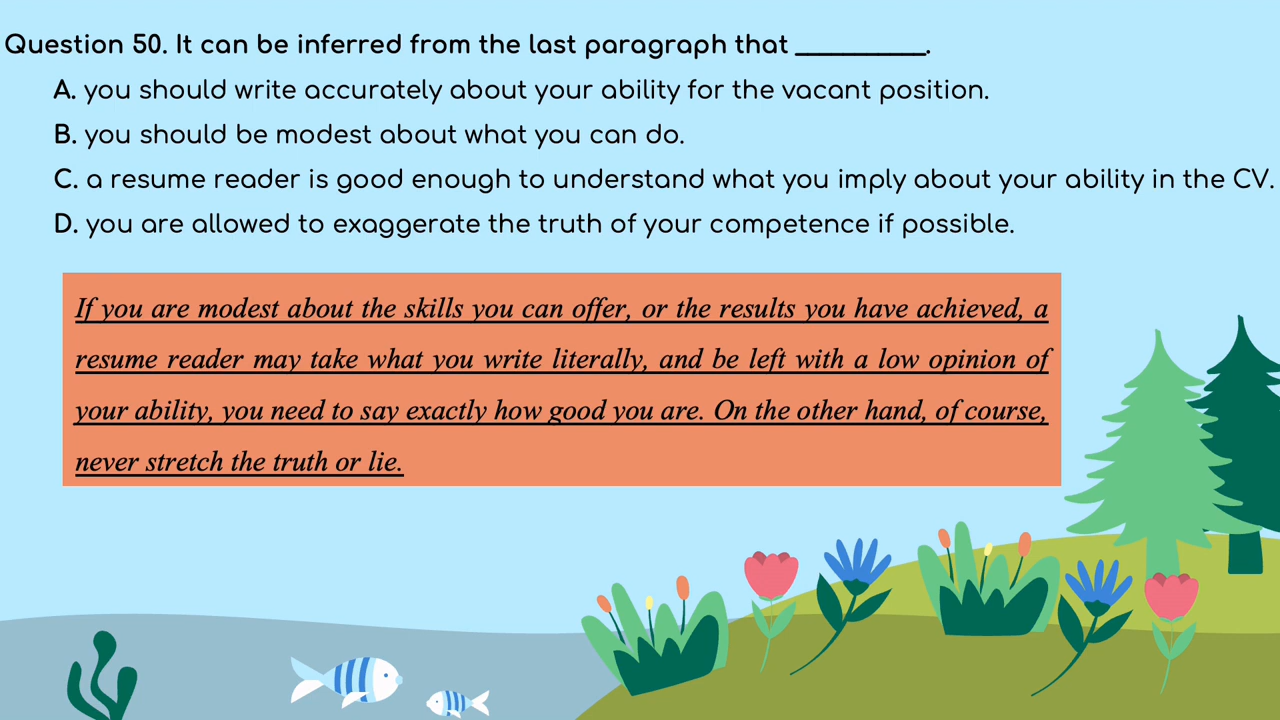 Question 50. It can be inferred from the last paragraph that __________.
A. you should write accurately about your ability for the vacant position.
B. you should be modest about what you can do.
C. a resume reader is good enough to understand what you imply about your ability in the CV.
D. you are allowed to exaggerate the truth of your competence if possible.
If you are modest about the skills you can offer, or the results you have achieved, a
resume reader may take what you write literally, and be left with a low opinion of
your ability, you need to say exactly how good you are. On the other hand, of course,
never stretch the truth or lie.